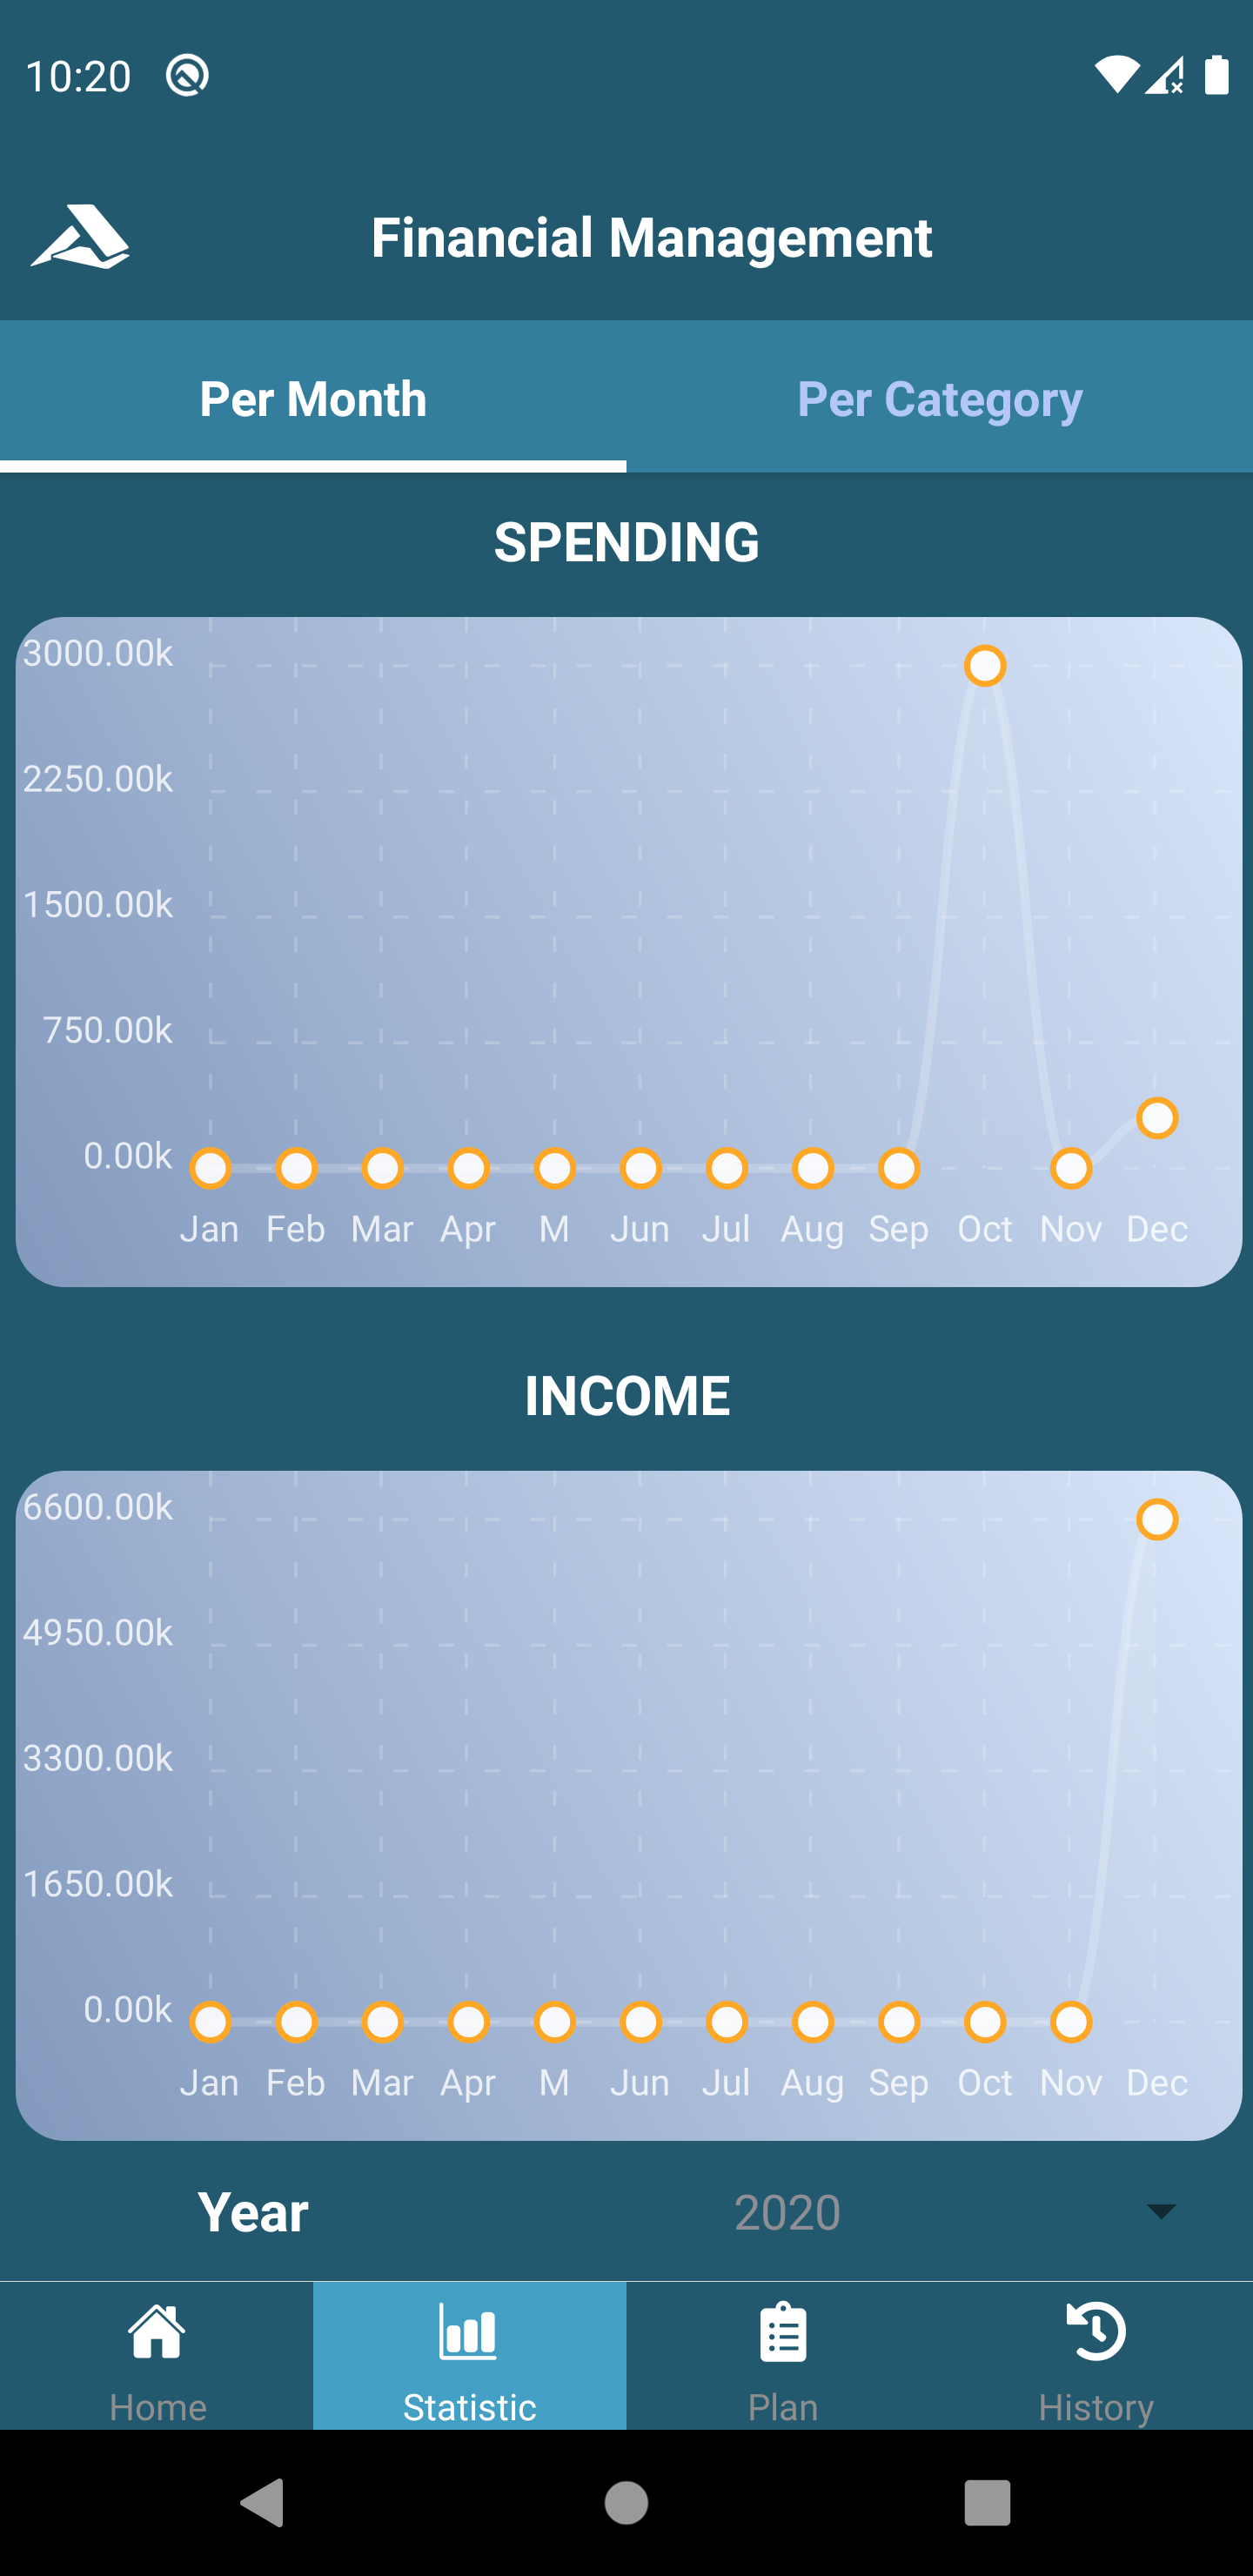 10:20
Financial Management
Per Month Per Category
SPENDING
3000.00k
2250.00k
1500.00k
750.00k
0.00k
Jan Feb Mar Apr M Jun Jul Aug Sep Oct Nov Dec
INCOME
6600.00k
4950.00k
3300.00k
1650.00k
0.00k
Jan Feb Mar Apr M Jun Jul Aug Sep Oct Nov Dec
Year 2020
Home Statistic Plan History